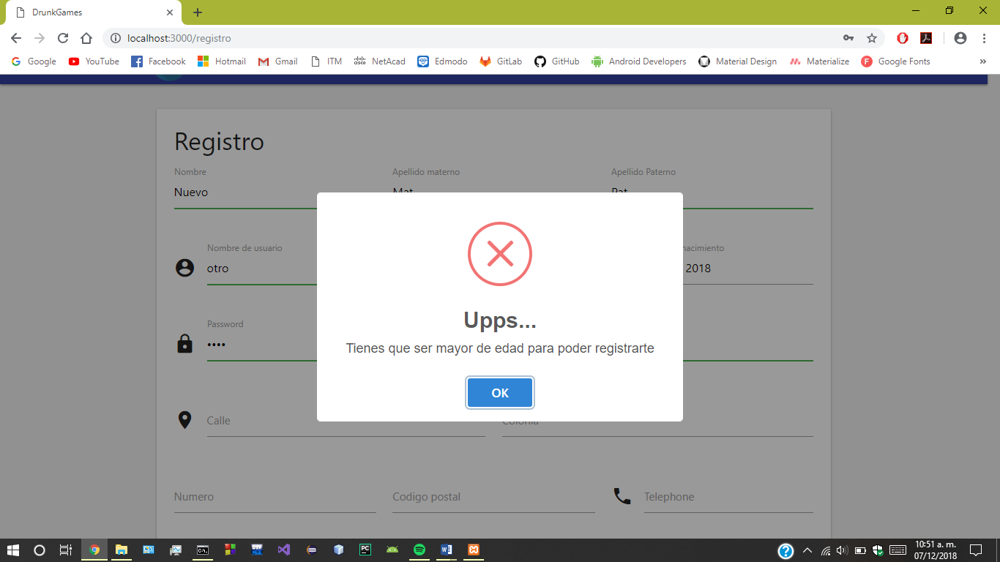 DrunkGames
localhost:3000/registro
Google YouTube Facebook Hotmail Gmail ITM NetAcad Edmodo GitLab GitHub Android Developers Material Design Materialize Google Fonts »
Registro
Nombre Apellido materno Apellido Paterno
Nuevo Mat Pat
Nombre de usuario nacimiento
otro 2018
Password
Upps...
Tienes que ser mayor de edad para poder registrarte
OK
Calle Colonia
Numero Codigo postal Telephone
10:51 a. m.
07/12/2018